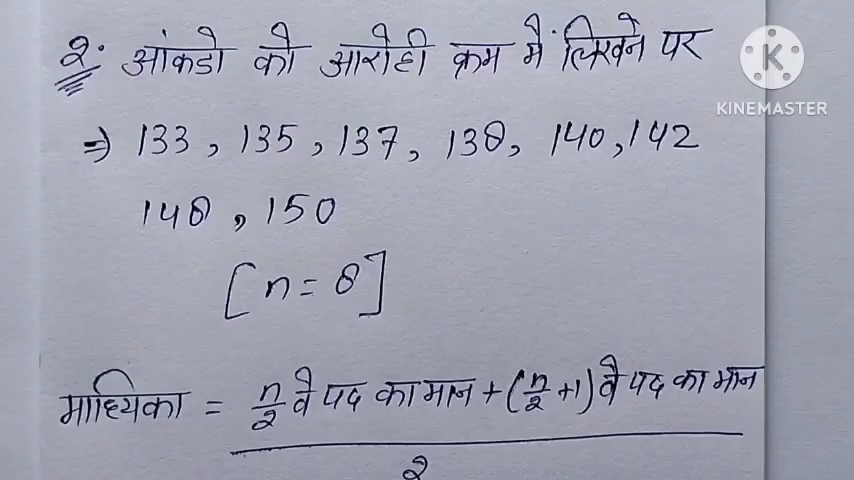 २. आंकडो को आरोही क्रम में लिखने पर
KINEMASTER
⇒ 133, 135, 137, 138, 140, 142
148, 150
[n = 8]
माध्यिका = n/2 वे पद का मान + (n/2 + 1) वे पद का मान
2